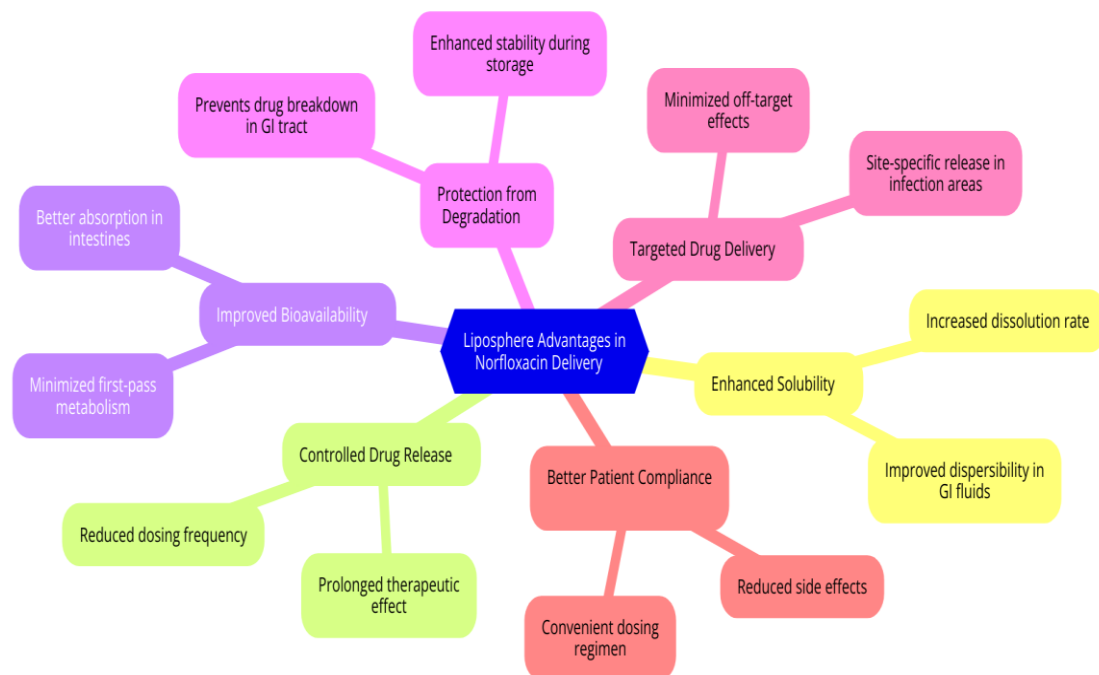 Enhanced stability during
storage
Prevents drug breakdown
in GI tract
Protection from
Degradation
Minimized off-target
effects
Site-specific release in
infection areas
Targeted Drug Delivery
Better absorption in
intestines
Improved Bioavailability
Minimized first-pass
metabolism
Liposphere Advantages in
Norfloxacin Delivery
Increased dissolution rate
Enhanced Solubility
Improved dispersibility in
GI fluids
Controlled Drug Release
Reduced dosing frequency
Prolonged therapeutic
effect
Better Patient Compliance
Reduced side effects
Convenient dosing
regimen